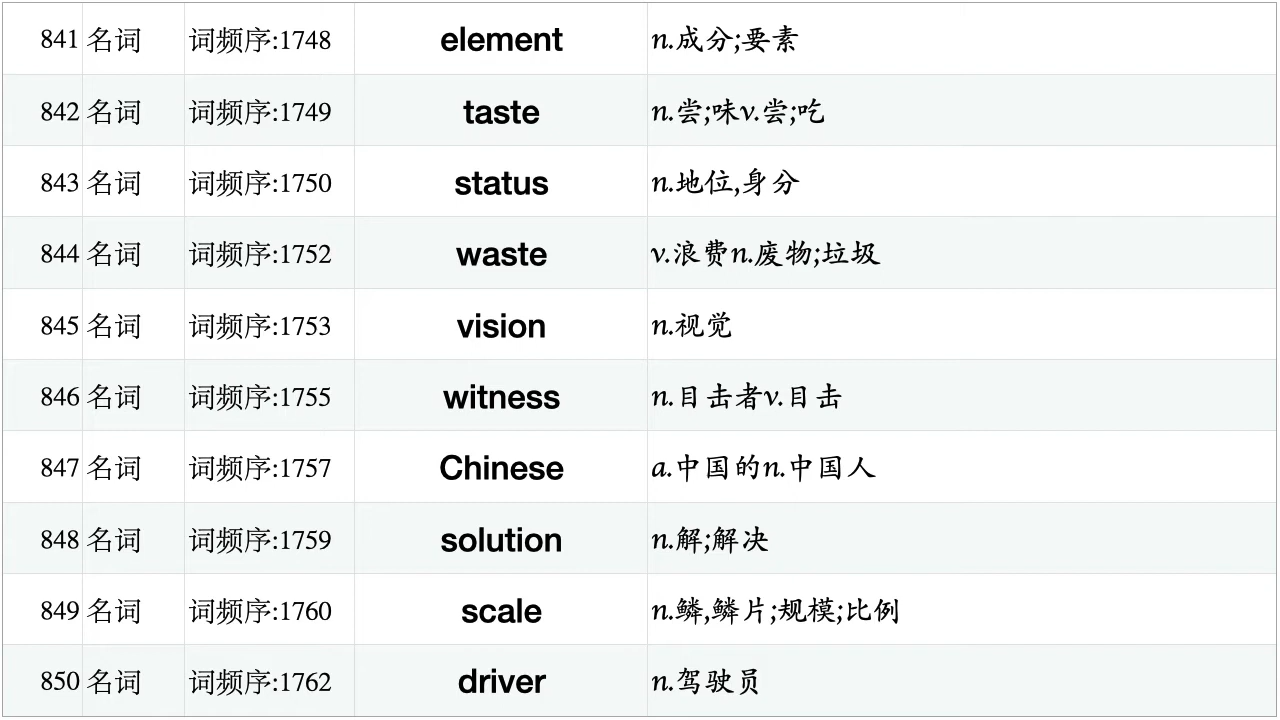 841 名词 词频序:1748 element n.成分;要素
842 名词 词频序:1749 taste n.尝;味v.尝;吃
843 名词 词频序:1750 status n.地位,身分
844 名词 词频序:1752 waste v.浪费n.废物;垃圾
845 名词 词频序:1753 vision n.视觉
846 名词 词频序:1755 witness n.目击者v.目击
847 名词 词频序:1757 Chinese a.中国的n.中国人
848 名词 词频序:1759 solution n.解;解决
849 名词 词频序:1760 scale n.鳞,鳞片;规模;比例
850 名词 词频序:1762 driver n.驾驶员